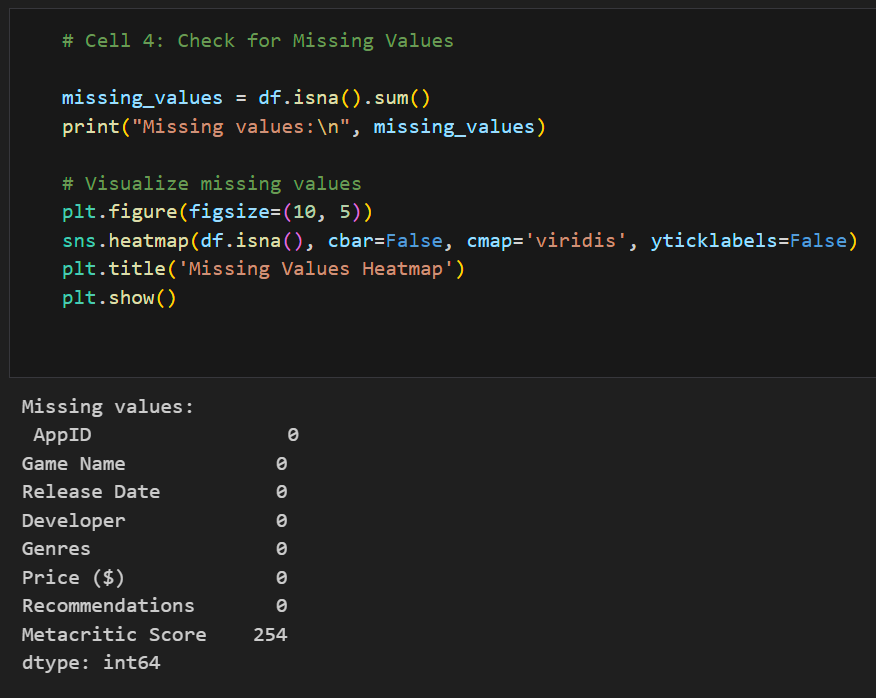 # Cell 4: Check for Missing Values
missing_values = df.isna().sum()
print("Missing values:\n", missing_values)
# Visualize missing values
plt.figure(figsize=(10, 5))
sns.heatmap(df.isna(), cbar=False, cmap='viridis', yticklabels=False)
plt.title('Missing Values Heatmap')
plt.show()
Missing values:
 AppID                 0
Game Name             0
Release Date          0
Developer             0
Genres                0
Price ($)             0
Recommendations       0
Metacritic Score    254
dtype: int64